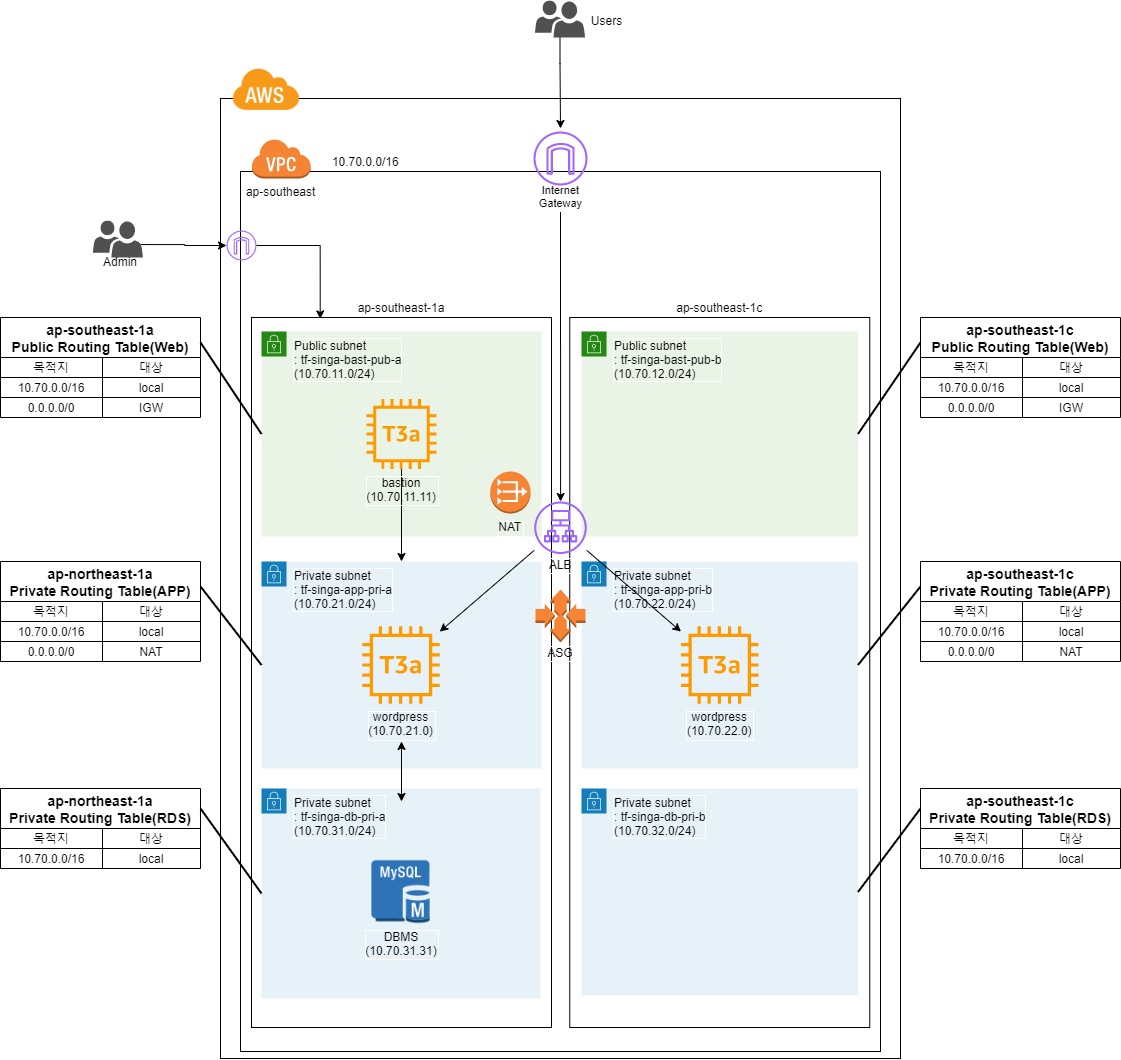 Users
AWS
VPC
10.70.0.0/16
ap-southeast
Internet
Gateway
Admin
ap-southeast-1a
ap-southeast-1c
ap-southeast-1a
Public Routing Table(Web)
목적지 대상
10.70.0.0/16 local
0.0.0.0/0 IGW
Public subnet
: tf-singa-bast-pub-a
(10.70.11.0/24)
T3a
bastion
(10.70.11.11)
NAT
Public subnet
: tf-singa-bast-pub-b
(10.70.12.0/24)
ap-southeast-1c
Public Routing Table(Web)
목적지 대상
10.70.0.0/16 local
0.0.0.0/0 IGW
ALB
ap-northeast-1a
Private Routing Table(APP)
목적지 대상
10.70.0.0/16 local
0.0.0.0/0 NAT
Private subnet
: tf-singa-app-pri-a
(10.70.21.0/24)
T3a
wordpress
(10.70.21.0)
ASG
Private subnet
: tf-singa-app-pri-b
(10.70.22.0/24)
T3a
wordpress
(10.70.22.0)
ap-southeast-1c
Private Routing Table(APP)
목적지 대상
10.70.0.0/16 local
0.0.0.0/0 NAT
ap-northeast-1a
Private Routing Table(RDS)
목적지 대상
10.70.0.0/16 local
Private subnet
: tf-singa-db-pri-a
(10.70.31.0/24)
MySQL
M
DBMS
(10.70.31.31)
Private subnet
: tf-singa-db-pri-b
(10.70.32.0/24)
ap-southeast-1c
Private Routing Table(RDS)
목적지 대상
10.70.0.0/16 local